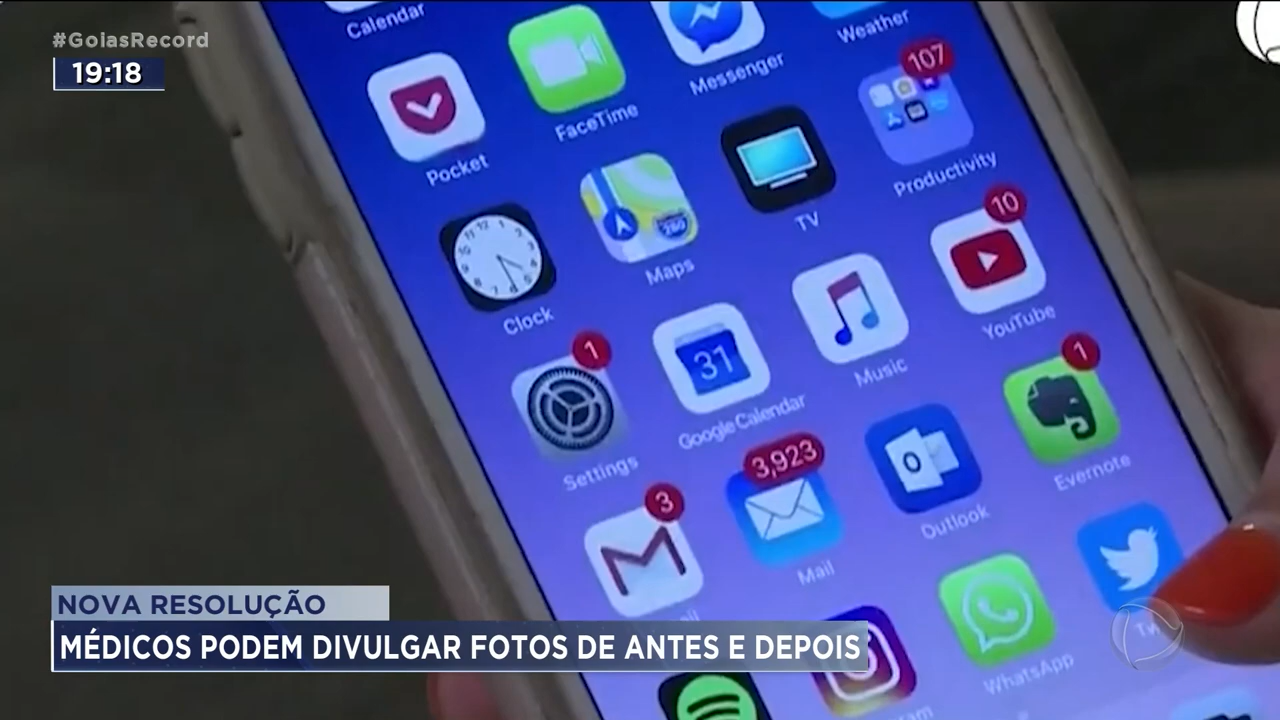 #GoiasRecord
19:18
Calendar
Weather
Messenger
FaceTime
Pocket
107
Productivity
TV
Maps
280
Clock
10
YouTube
Music
31
Google Calendar
1
Settings
1
Evernote
Outlook
3,923
Mail
3
WhatsApp
NOVA RESOLUÇÃO
MÉDICOS PODEM DIVULGAR FOTOS DE ANTES E DEPOIS